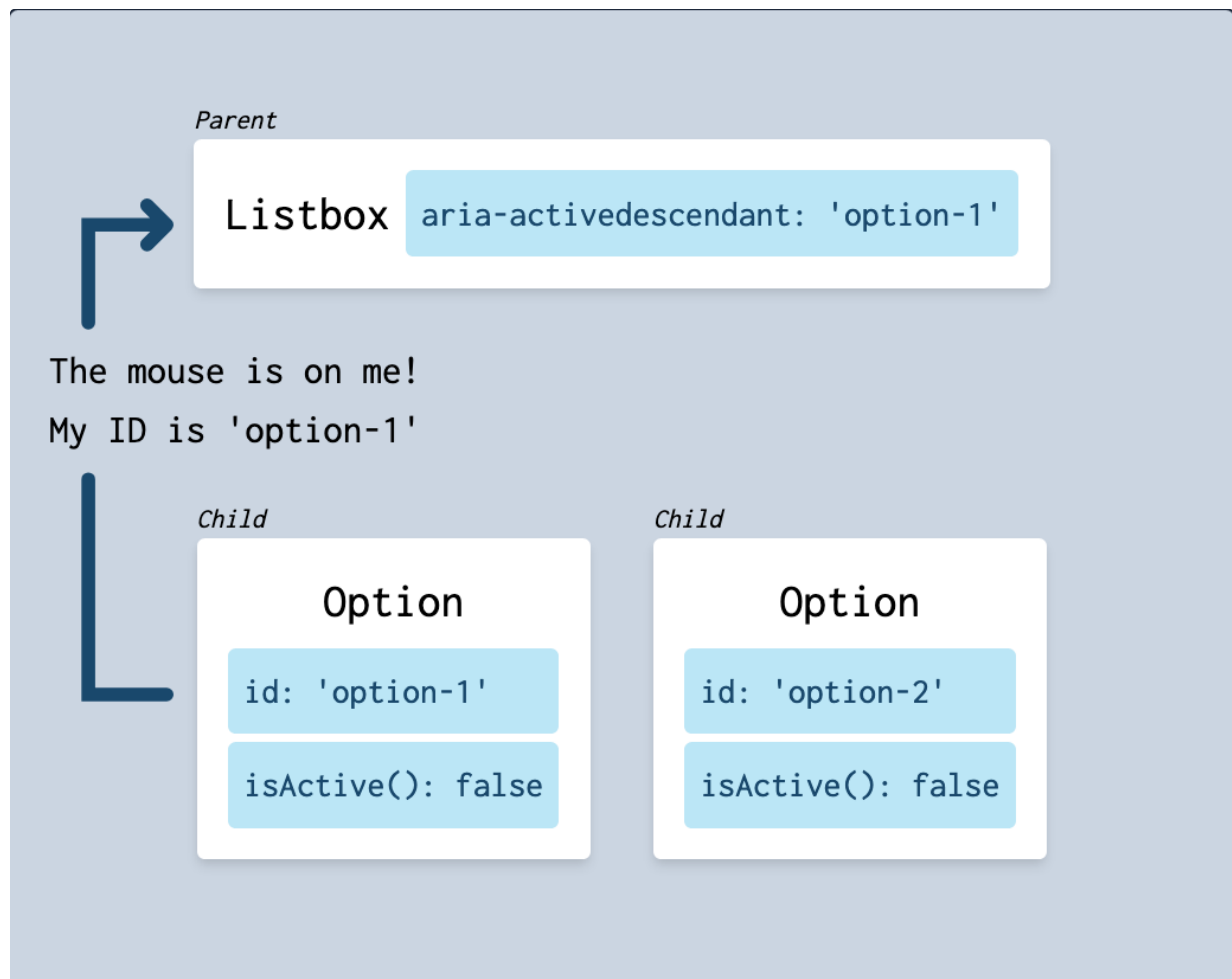 Parent
Listbox aria-activedescendant: 'option-1'
The mouse is on me!
My ID is 'option-1'
Child
Option
id: 'option-1'
isActive(): false
Child
Option
id: 'option-2'
isActive(): false